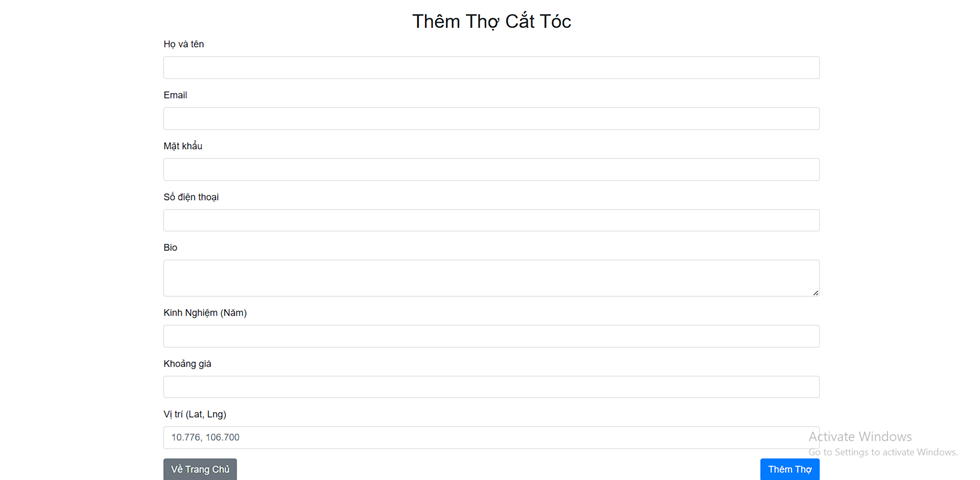 Thêm Thợ Cắt Tóc
Họ và tên
Email
Mật khẩu
Số điện thoại
Bio
Kinh Nghiệm (Năm)
Khoảng giá
Vị trí (Lat, Lng)
10.776, 106.700
Activate Windows
Go to Settings to activate Windows.
Về Trang Chủ
Thêm Thợ